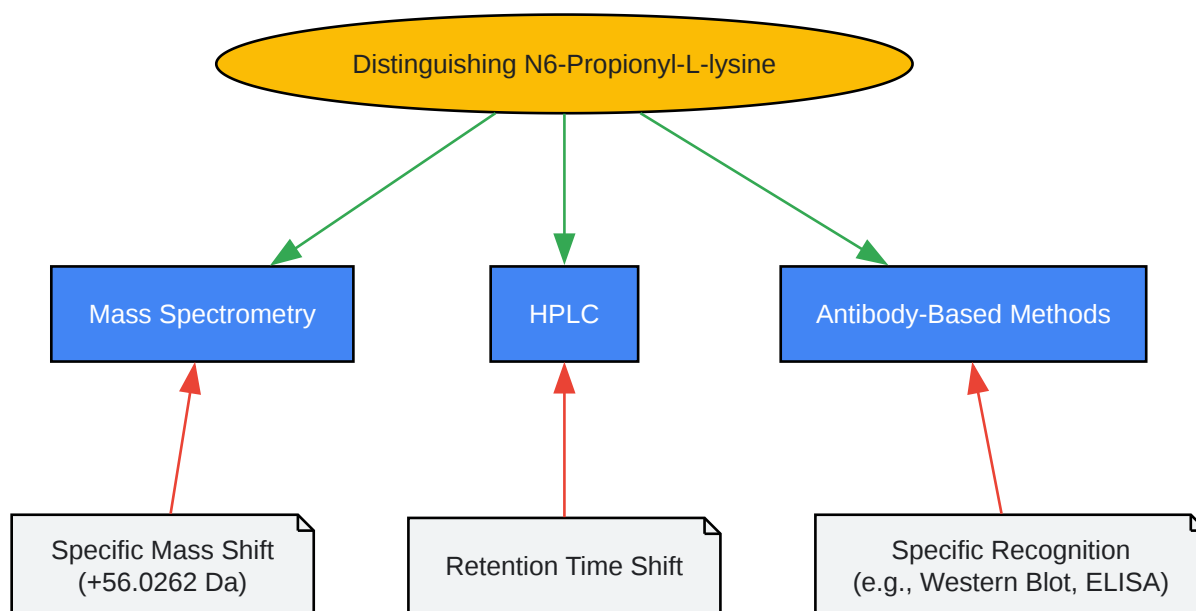 Distinguishing N6-Propionyl-L-lysine
Mass Spectrometry
HPLC
Antibody-Based Methods
Specific Mass Shift
(+56.0262 Da)
Retention Time Shift
Specific Recognition
(e.g., Western Blot, ELISA)